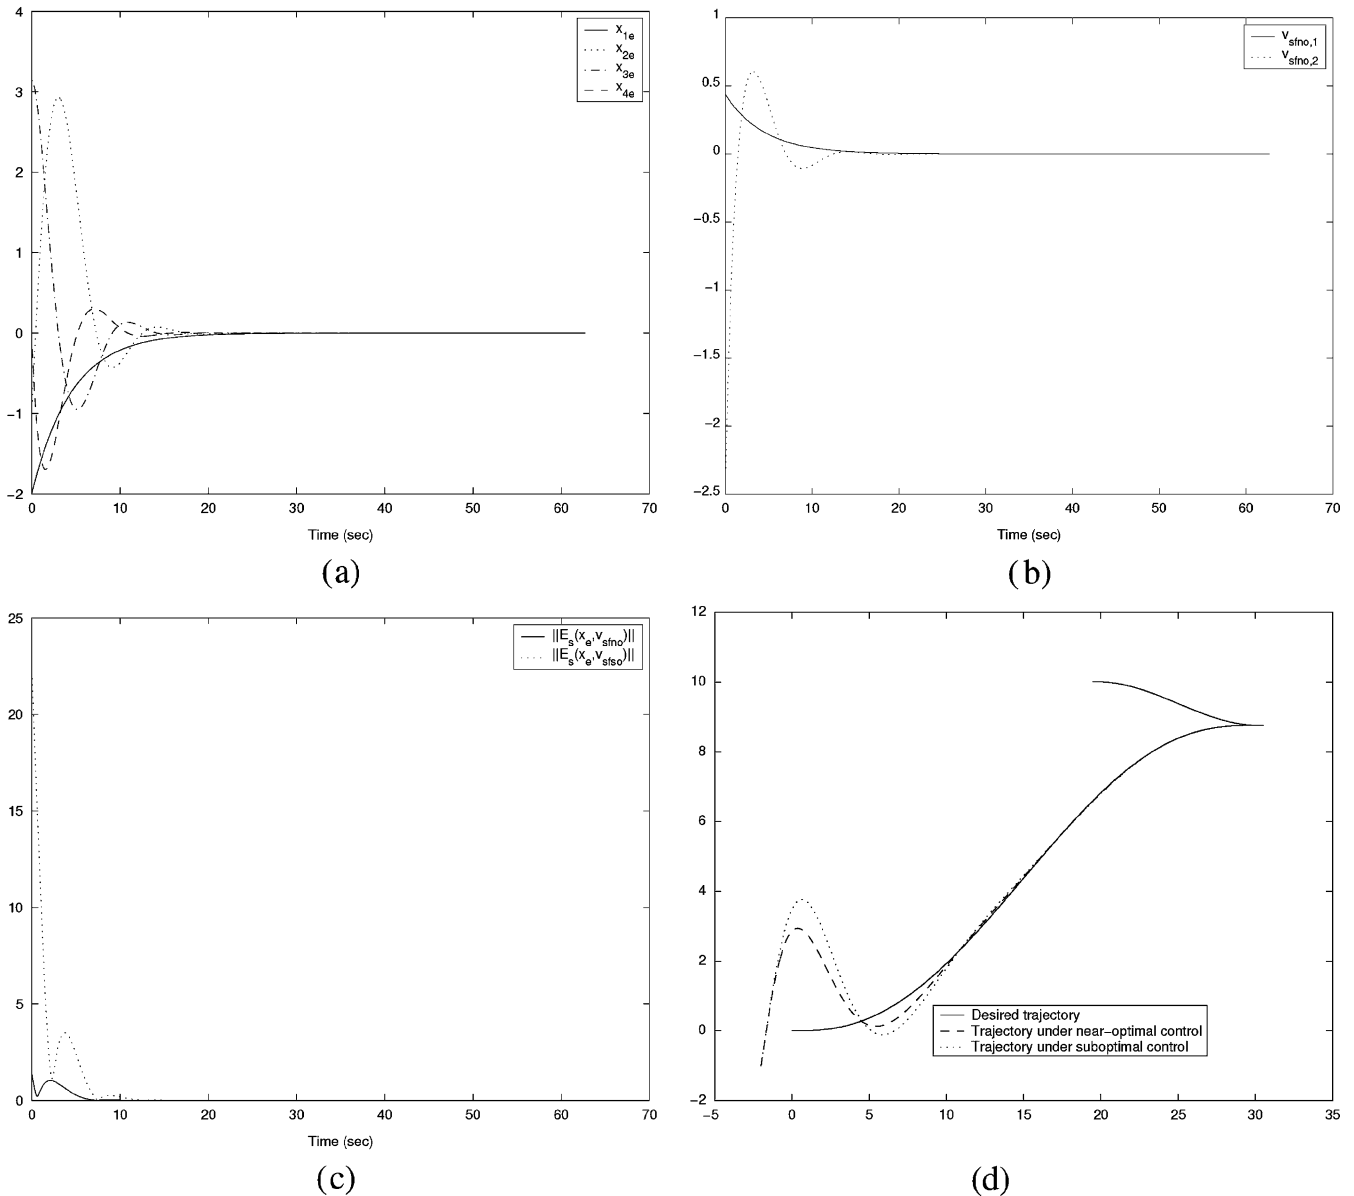 4
3
2
1
0
−1
−2
0 10 20 30 40 50 60 70
Time (sec)
x1e
x2e
x3e
x4e
(a)
1
0.5
0
−0.5
−1
−1.5
−2
−2.5
0 10 20 30 40 50 60 70
Time (sec)
vsfno,1
vsfno,2
(b)
25
20
15
10
5
0
0 10 20 30 40 50 60 70
Time (sec)
||Es(xe,vsfno)||
||Es(xe,vsfso)||
(c)
12
10
8
6
4
2
0
−2
−5 0 5 10 15 20 25 30 35
Desired trajectory
Trajectory under near−optimal control
Trajectory under suboptimal control
(d)